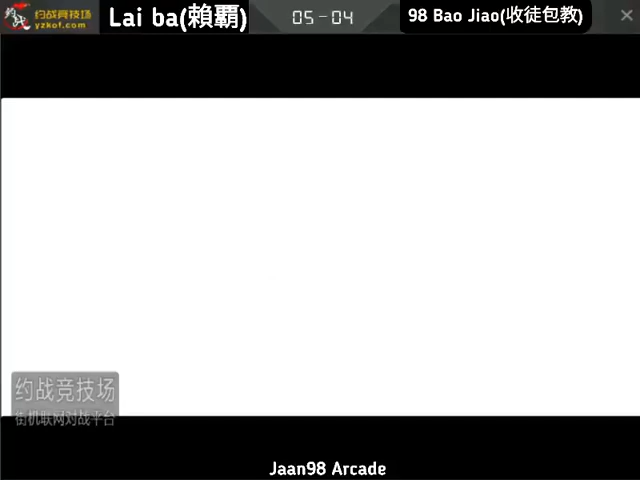 约战竞技场
yzkof.com
Lai ba(賴霸)
05-04
98 Bao Jiao(收徒包教)
约战竞技场
街机联网对战平台
Jaan98 Arcade